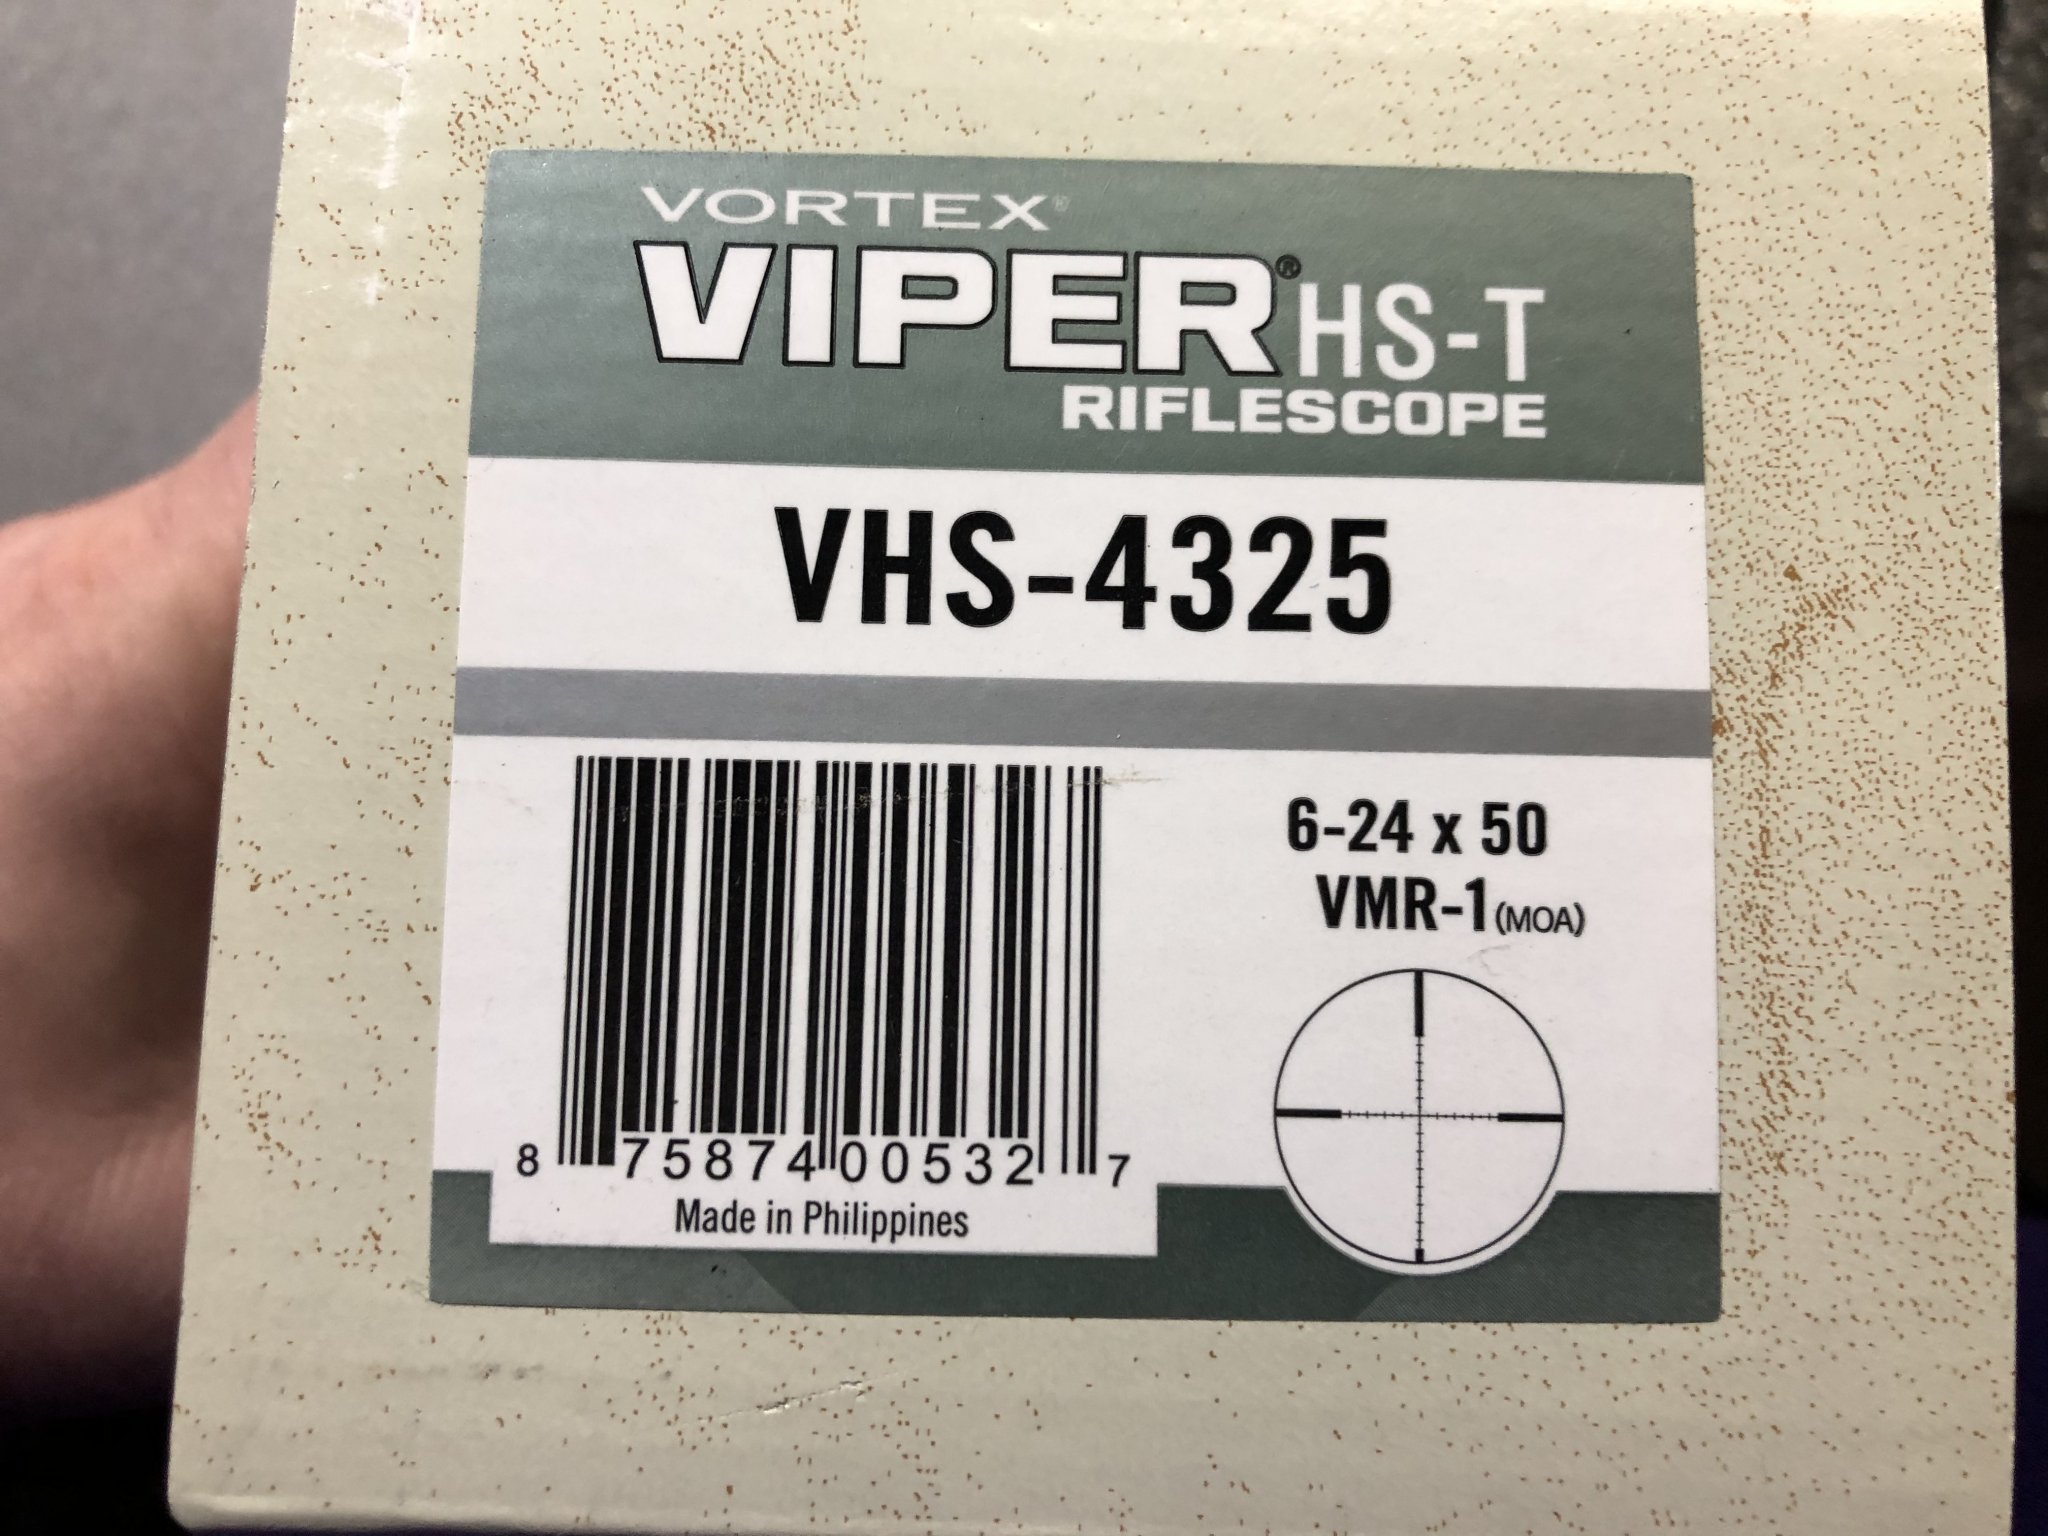 VORTEX®
VIPER® HS-T
RIFLESCOPE
VHS-4325
6-24 x 50
VMR-1 (MOA)
8 75874 00532 7
Made in Philippines